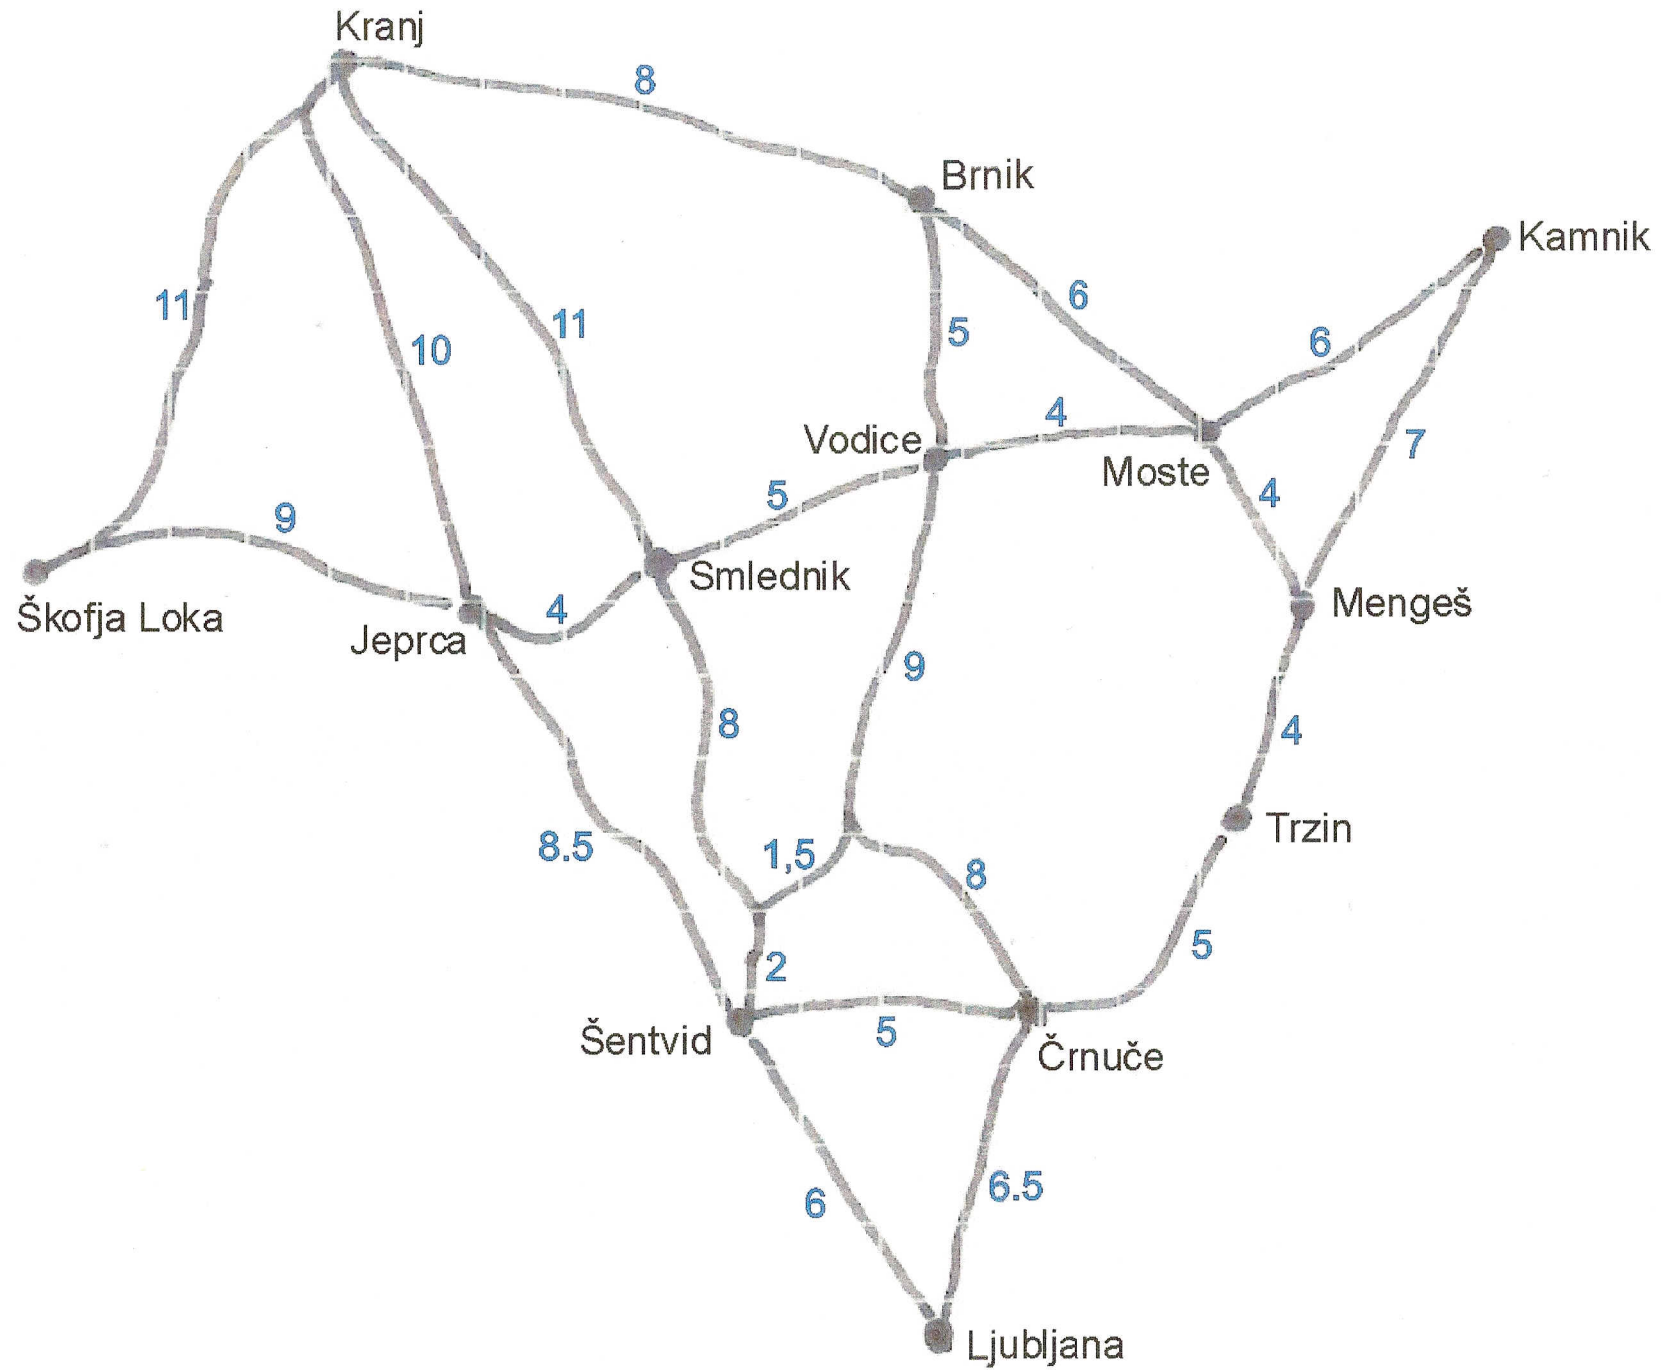 Kranj
8
Brnik
Kamnik
11
10
11
5
6
6
Vodice
4
Moste
7
9
5
4
Škofja Loka
Jeprca
4
Smlednik
Mengeš
9
8
4
8.5
1,5
8
Trzin
2
5
Šentvid
5
Črnuče
6
6.5
Ljubljana